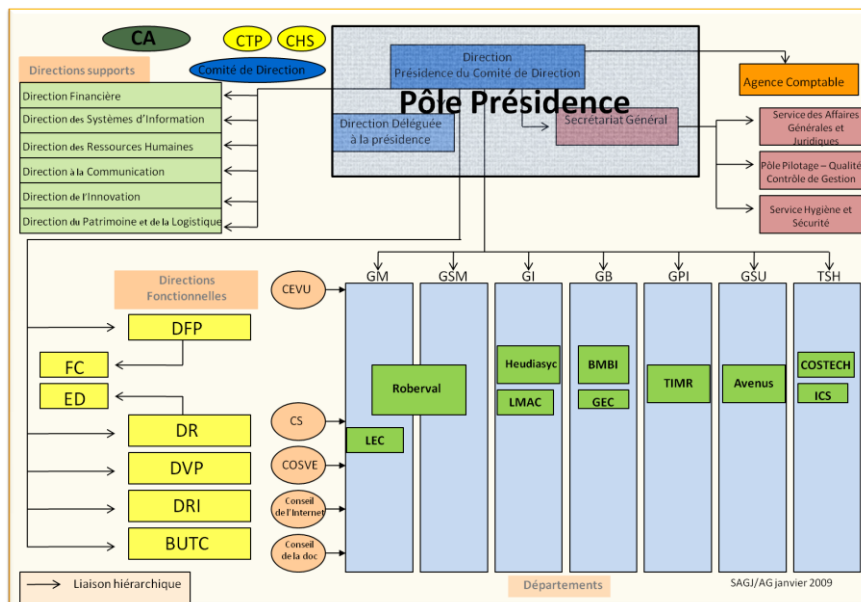 CA
CTP
CHS
Comité de Direction
Directions supports
Direction Financière
Direction des Systèmes d'Information
Direction des Ressources Humaines
Direction à la Communication
Direction de l'Innovation
Direction du Patrimoine et de la Logistique
Direction
Présidence du Comité de Direction
Pôle Présidence
Direction Déléguée
à la présidence
Secrétariat Général
Agence Comptable
Service des Affaires
Générales et
Juridiques
Pôle Pilotage – Qualité
Contrôle de Gestion
Service Hygiène et
Sécurité
Directions
Fonctionnelles
DFP
FC
ED
DR
DVP
DRI
BUTC
CEVU
CS
COSVE
Conseil
de l'Internet
Conseil
de la doc
GM
GSM
GI
GB
GPI
GSU
TSH
Roberval
LEC
Heudiasyc
LMAC
BMBI
GEC
TIMR
Avenus
COSTECH
ICS
Liaison hiérarchique
Départements
SAGJ/AG janvier 2009